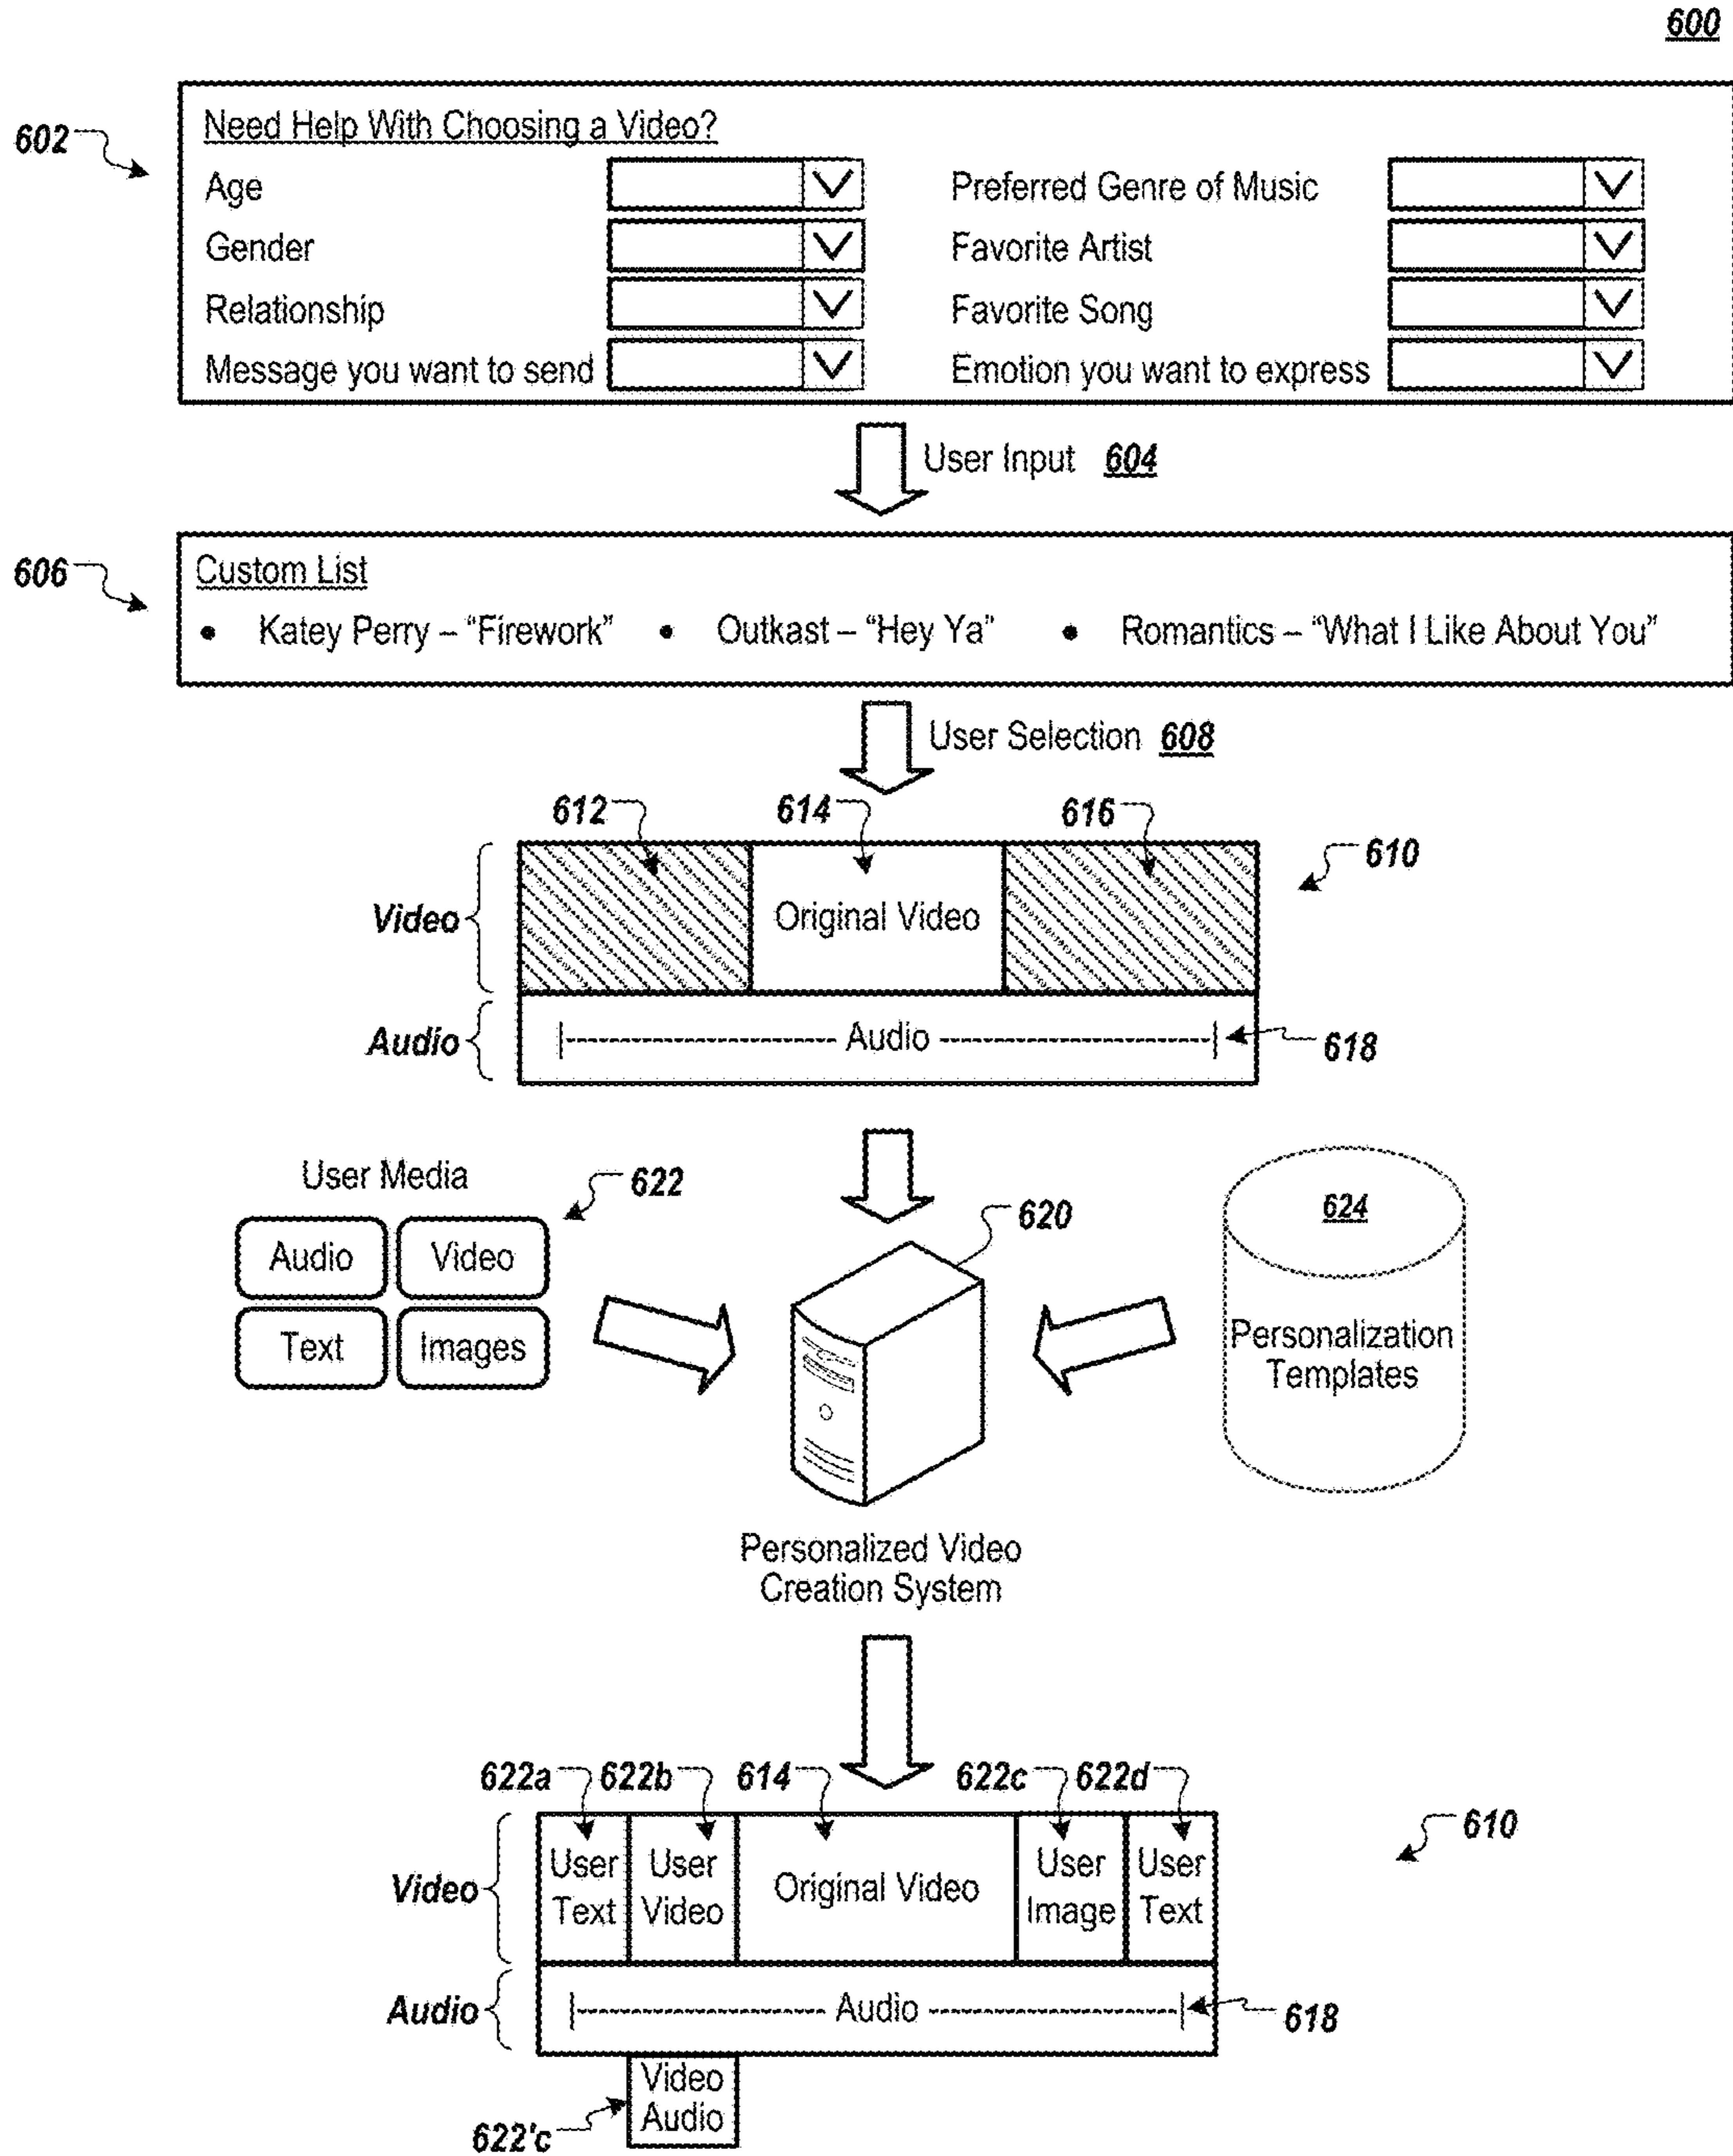 600
602
Need Help With Choosing a Video?
Age
Preferred Genre of Music
Gender
Favorite Artist
Relationship
Favorite Song
Message you want to send
Emotion you want to express
User Input 604
606
Custom List
• Katey Perry – “Firework” • Outkast – “Hey Ya” • Romantics – “What I Like About You”
User Selection 608
612 614 616
610
Video
Original Video
Audio
Audio
618
User Media
622
Audio Video
Text Images
620
624
Personalization
Templates
Personalized Video
Creation System
622a 622b 614 622c 622d
610
Video
User Text
User Video
Original Video
User Image
User Text
Audio
Audio
618
Video
Audio
622'c